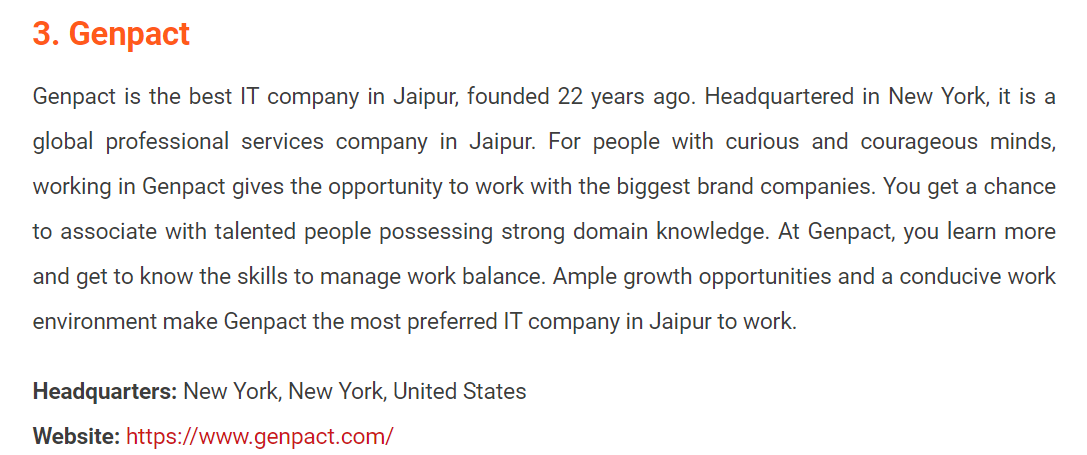 3. Genpact
Genpact is the best IT company in Jaipur, founded 22 years ago. Headquartered in New York, it is a
global professional services company in Jaipur. For people with curious and courageous minds,
working in Genpact gives the opportunity to work with the biggest brand companies. You get a chance
to associate with talented people possessing strong domain knowledge. At Genpact, you learn more
and get to know the skills to manage work balance. Ample growth opportunities and a conducive work
environment make Genpact the most preferred IT company in Jaipur to work.
Headquarters: New York, New York, United States
Website: https://www.genpact.com/